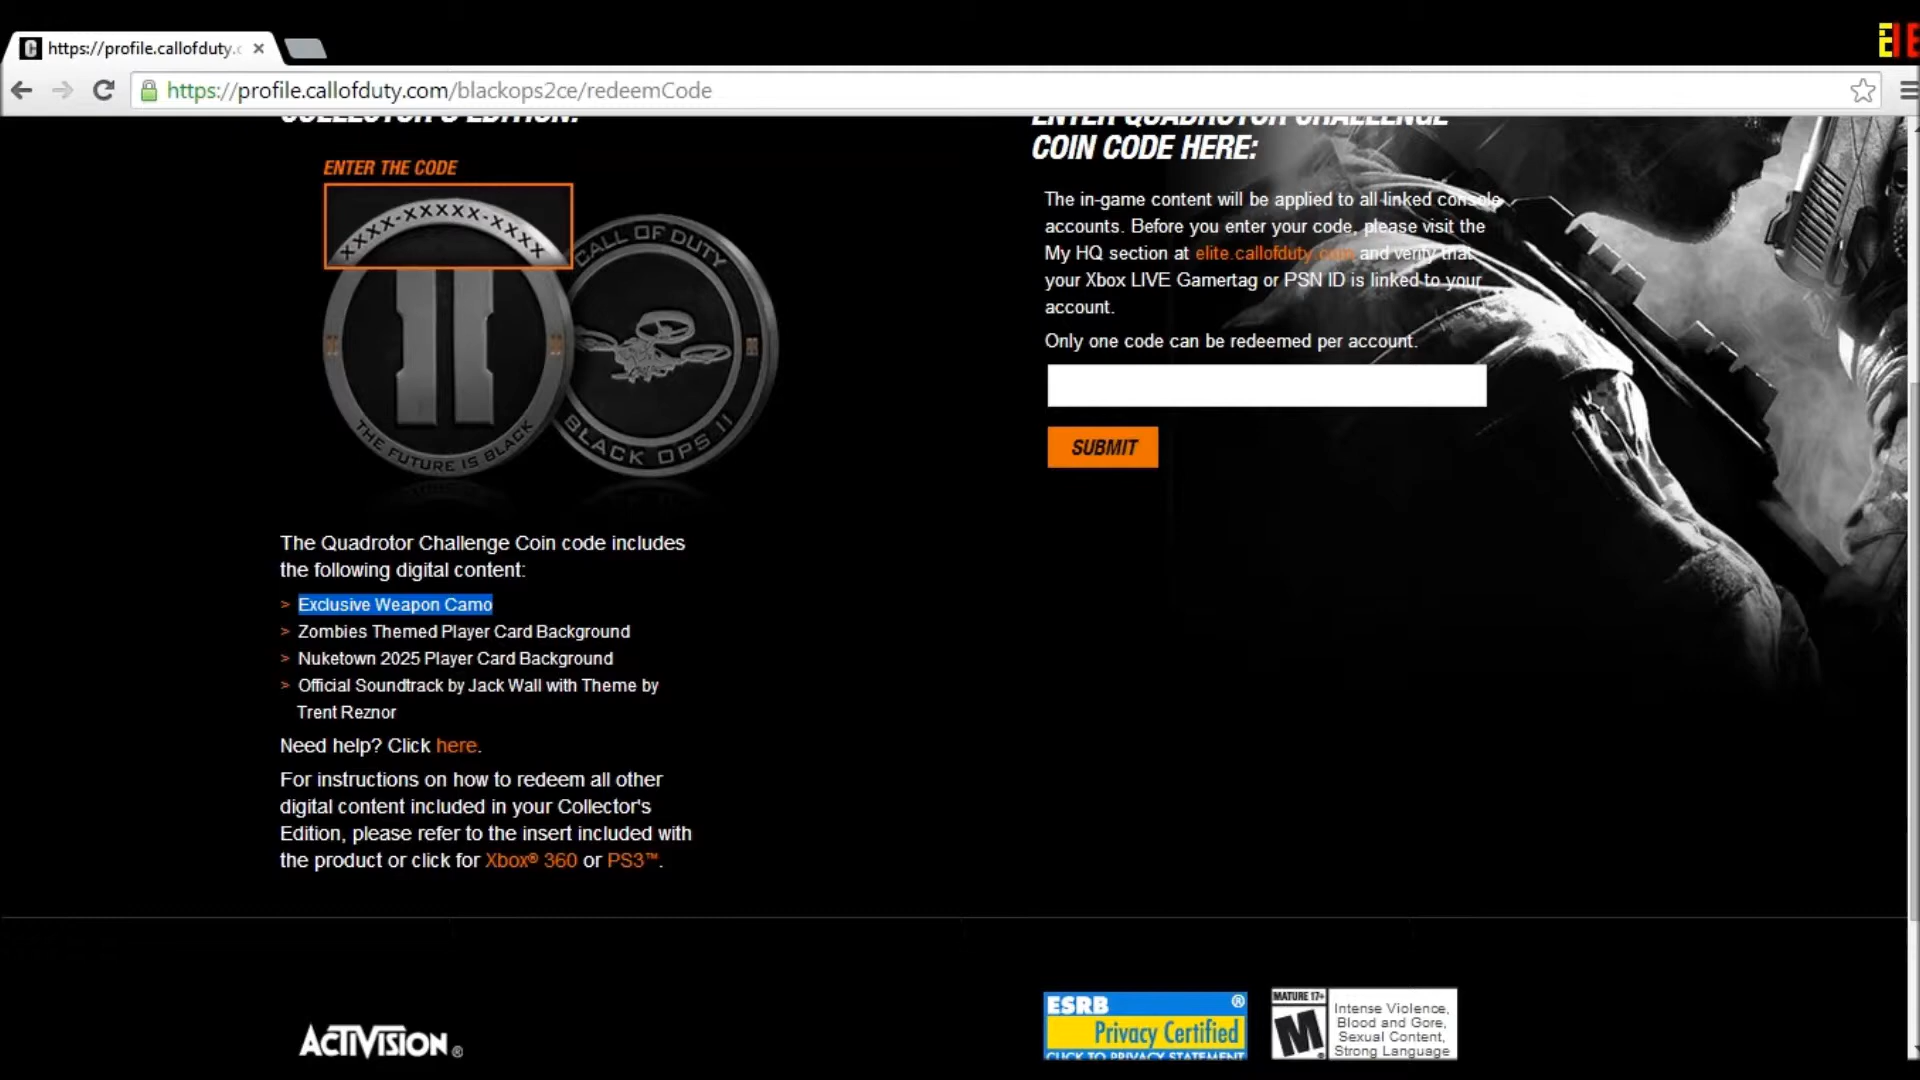 https://profile.callofduty.c
https://profile.callofduty.com/blackops2ce/redeemCode
COLLECTOR'S EDITION:
ENTER THE CODE
XXXX-XXXXX-XXXX
THE FUTURE IS BLACK
CALL OF DUTY
BLACK OPS II
The Quadrotor Challenge Coin code includes
the following digital content:
> Exclusive Weapon Camo
> Zombies Themed Player Card Background
> Nuketown 2025 Player Card Background
> Official Soundtrack by Jack Wall with Theme by
Trent Reznor
Need help? Click here.
For instructions on how to redeem all other
digital content included in your Collector's
Edition, please refer to the insert included with
the product or click for Xbox® 360 or PS3™.
ENTER QUADROTOR CHALLENGE
COIN CODE HERE:
The in-game content will be applied to all linked console
accounts. Before you enter your code, please visit the
My HQ section at elite.callofduty.com and verify that
your Xbox LIVE Gamertag or PSN ID is linked to your
account.
Only one code can be redeemed per account.
SUBMIT
ACTIVISION®
ESRB ®
Privacy Certified
CLICK TO PRIVACY STATEMENT
MATURE 17+
M
Intense Violence,
Blood and Gore,
Sexual Content,
Strong Language